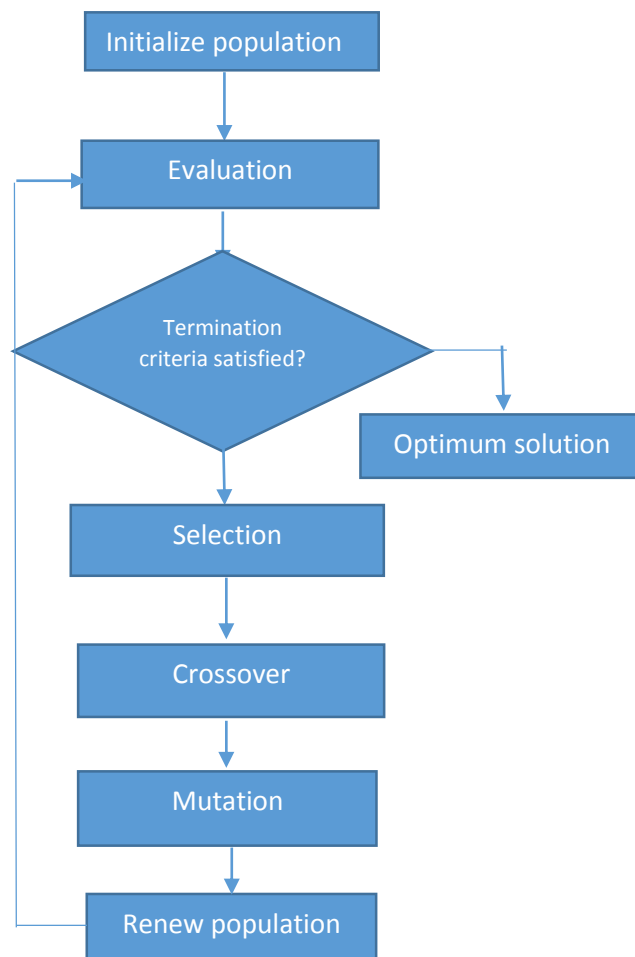 Initialize population
Evaluation
Termination
criteria satisfied?
Optimum solution
Selection
Crossover
Mutation
Renew population